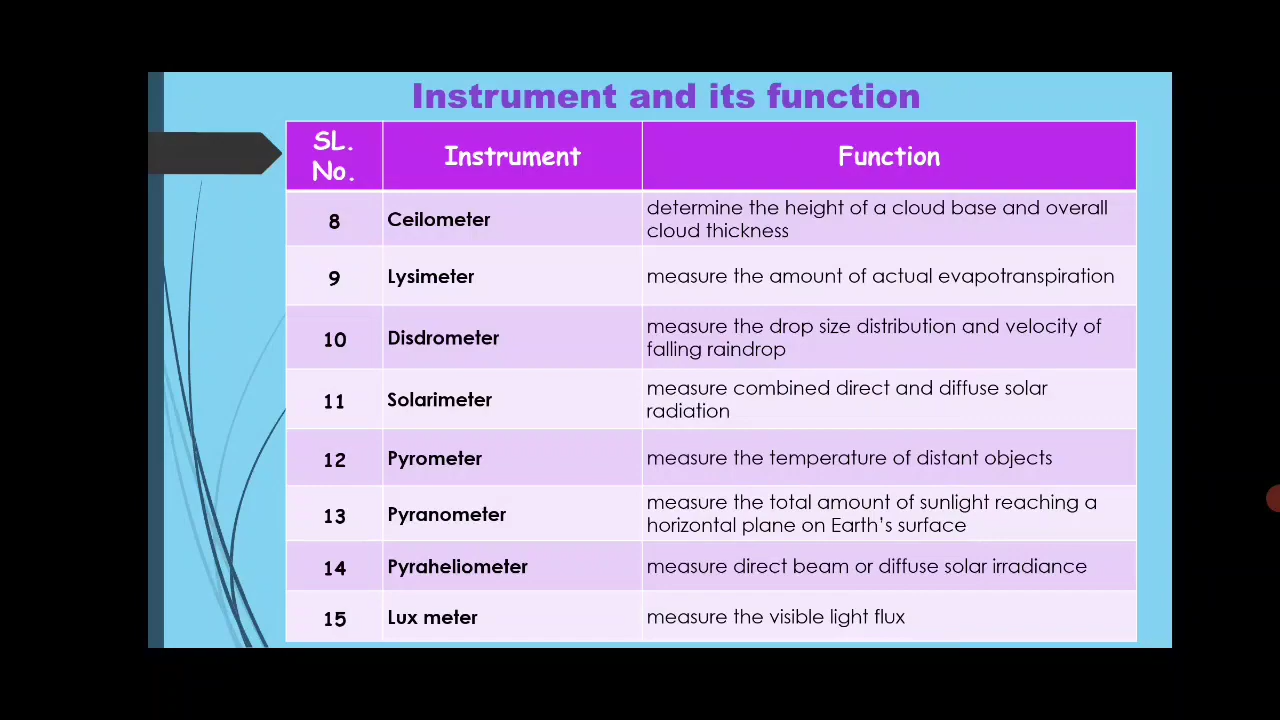 Instrument and its function
SL.
No.
Instrument
Function
8
Ceilometer
determine the height of a cloud base and overall
cloud thickness
9
Lysimeter
measure the amount of actual evapotranspiration
10
Disdrometer
measure the drop size distribution and velocity of
falling raindrop
11
Solarimeter
measure combined direct and diffuse solar
radiation
12
Pyrometer
measure the temperature of distant objects
13
Pyranometer
measure the total amount of sunlight reaching a
horizontal plane on Earth's surface
14
Pyraheliometer
measure direct beam or diffuse solar irradiance
15
Lux meter
measure the visible light flux